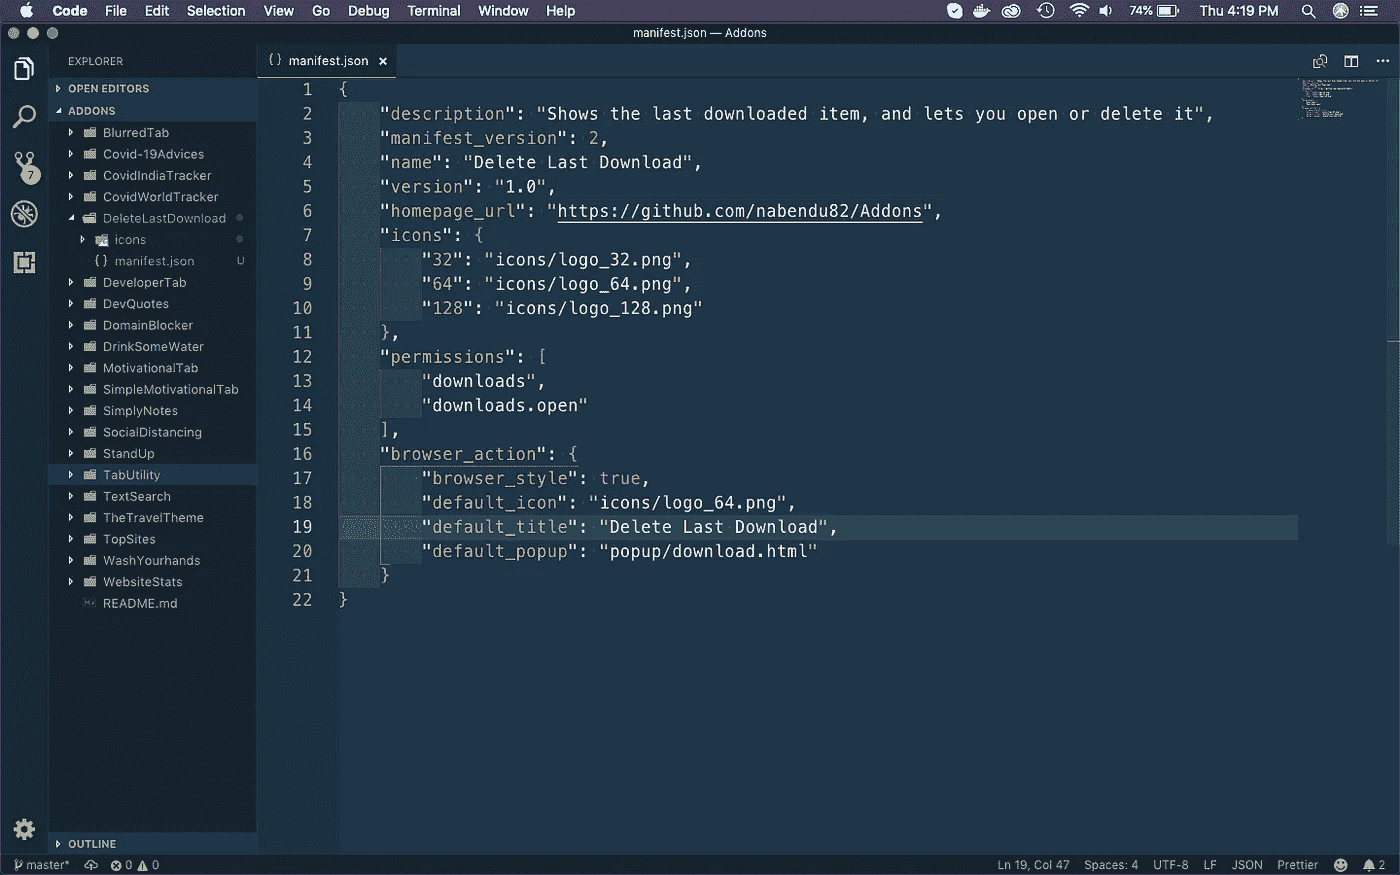 Code File Edit Selection View Go Debug Terminal Window Help 74% Thu 4:19 PM
manifest.json — Addons
EXPLORER
OPEN EDITORS
ADDONS
BlurredTab
Covid-19Advices
CovidIndiaTracker
CovidWorldTracker
DeleteLastDownload
icons
{} manifest.json U
DeveloperTab
DevQuotes
DomainBlocker
DrinkSomeWater
MotivationalTab
SimpleMotivationalTab
SimplyNotes
SocialDistancing
StandUp
TabUtility
TextSearch
TheTravelTheme
TopSites
WashYourhands
WebsiteStats
README.md
OUTLINE
7
{} manifest.json ×
1 {
2 "description": "Shows the last downloaded item, and lets you open or delete it",
3 "manifest_version": 2,
4 "name": "Delete Last Download",
5 "version": "1.0",
6 "homepage_url": "https://github.com/nabendu82/Addons",
7 "icons": {
8 "32": "icons/logo_32.png",
9 "64": "icons/logo_64.png",
10 "128": "icons/logo_128.png"
11 },
12 "permissions": [
13 "downloads",
14 "downloads.open"
15 ],
16 "browser_action": {
17 "browser_style": true,
18 "default_icon": "icons/logo_64.png",
19 "default_title": "Delete Last Download",
20 "default_popup": "popup/download.html"
21 }
22 }
master* 0 0 Ln 19, Col 47 Spaces: 4 UTF-8 LF JSON Prettier 2